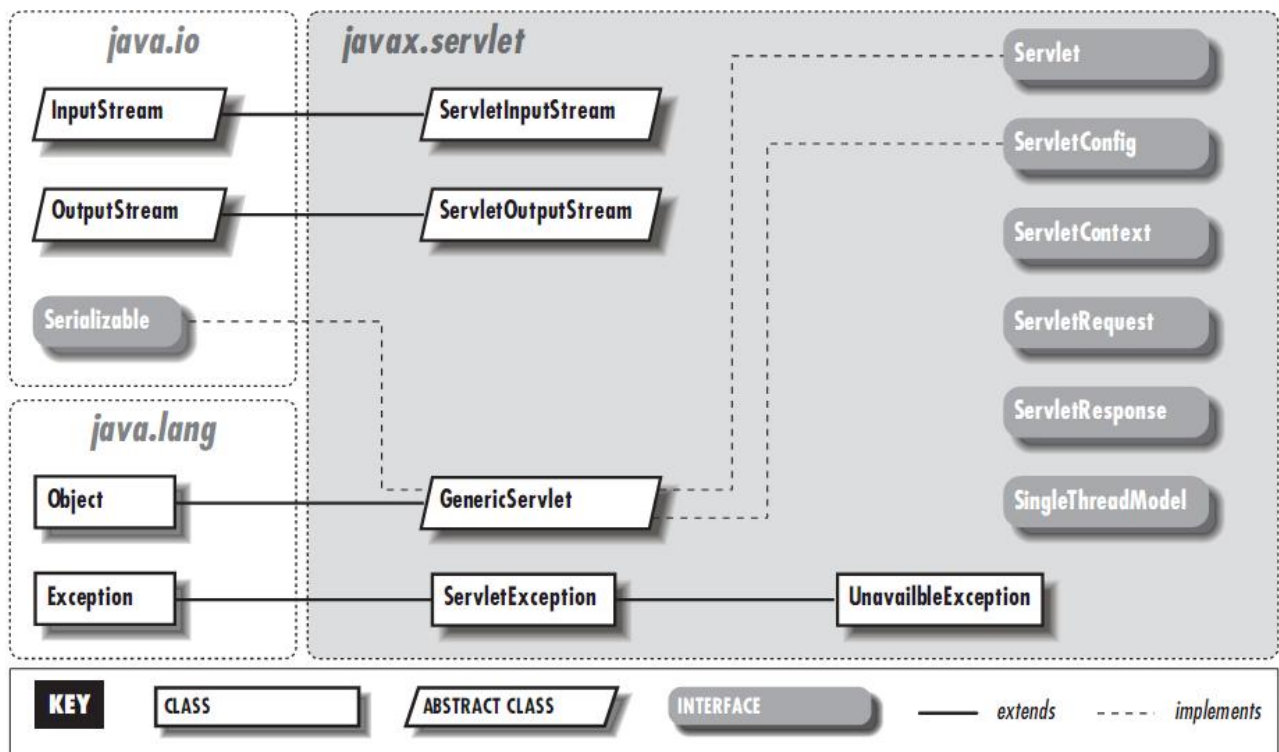 java.io
javax.servlet
InputStream
ServletInputStream
Servlet
ServletConfig
OutputStream
ServletOutputStream
ServletContext
Serializable
ServletRequest
java.lang
ServletResponse
Object
GenericServlet
SingleThreadModel
Exception
ServletException
UnavailbleException
KEY
CLASS
ABSTRACT CLASS
INTERFACE
extends
implements